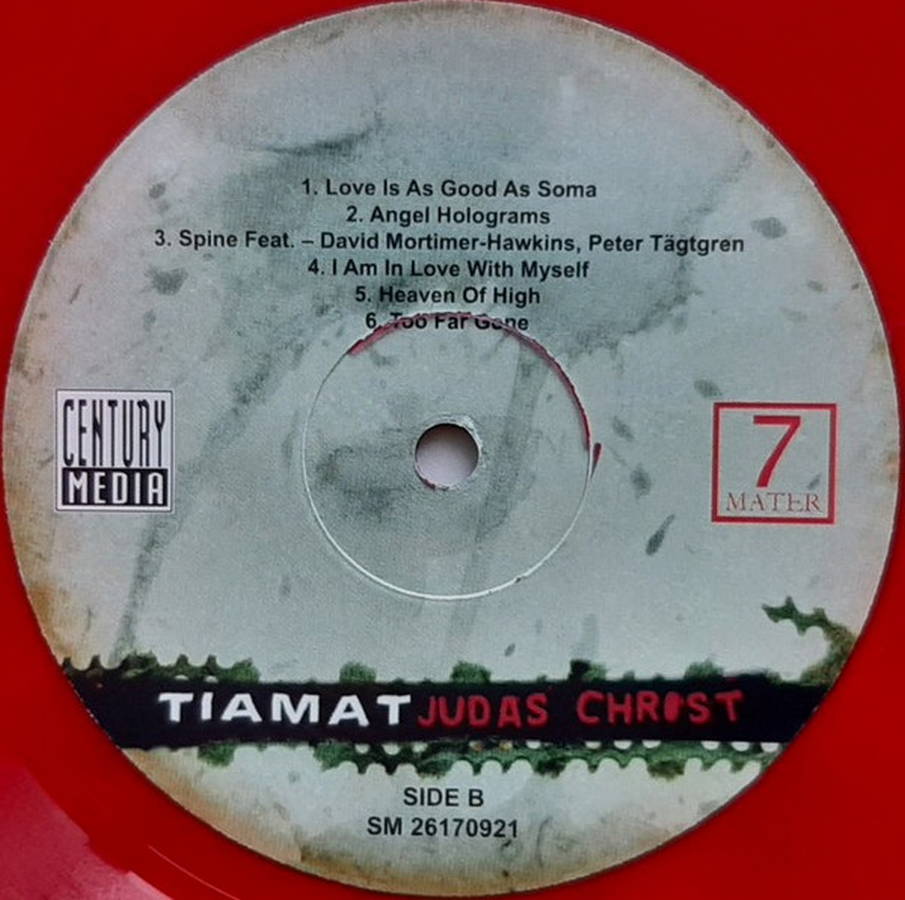 1. Love Is As Good As Soma
2. Angel Holograms
3. Spine Feat. – David Mortimer-Hawkins, Peter Tägtgren
4. I Am In Love With Myself
5. Heaven Of High
6. Too Far Gone
CENTURY
MEDIA
7
MATER
TIAMAT JUDAS CHRIST
SIDE B
SM 26170921